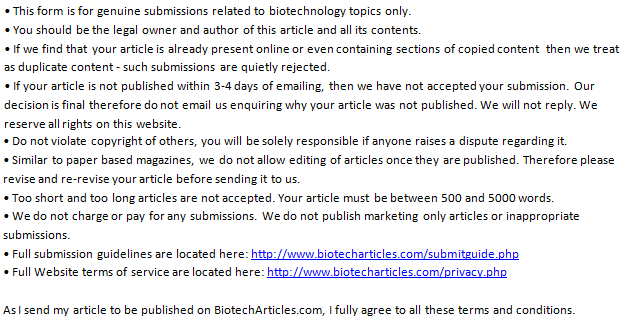 • This form is for genuine submissions related to biotechnology topics only.
• You should be the legal owner and author of this article and all its contents.
• If we find that your article is already present online or even containing sections of copied content then we treat
as duplicate content - such submissions are quietly rejected.
• If your article is not published within 3-4 days of emailing, then we have not accepted your submission. Our
decision is final therefore do not email us enquiring why your article was not published. We will not reply. We
reserve all rights on this website.
• Do not violate copyright of others, you will be solely responsible if anyone raises a dispute regarding it.
• Similar to paper based magazines, we do not allow editing of articles once they are published. Therefore please
revise and re-revise your article before sending it to us.
• Too short and too long articles are not accepted. Your article must be between 500 and 5000 words.
• We do not charge or pay for any submissions. We do not publish marketing only articles or inappropriate
submissions.
• Full submission guidelines are located here: http://www.biotecharticles.com/submitguide.php
• Full Website terms of service are located here: http://www.biotecharticles.com/privacy.php
As I send my article to be published on BiotechArticles.com, I fully agree to all these terms and conditions.